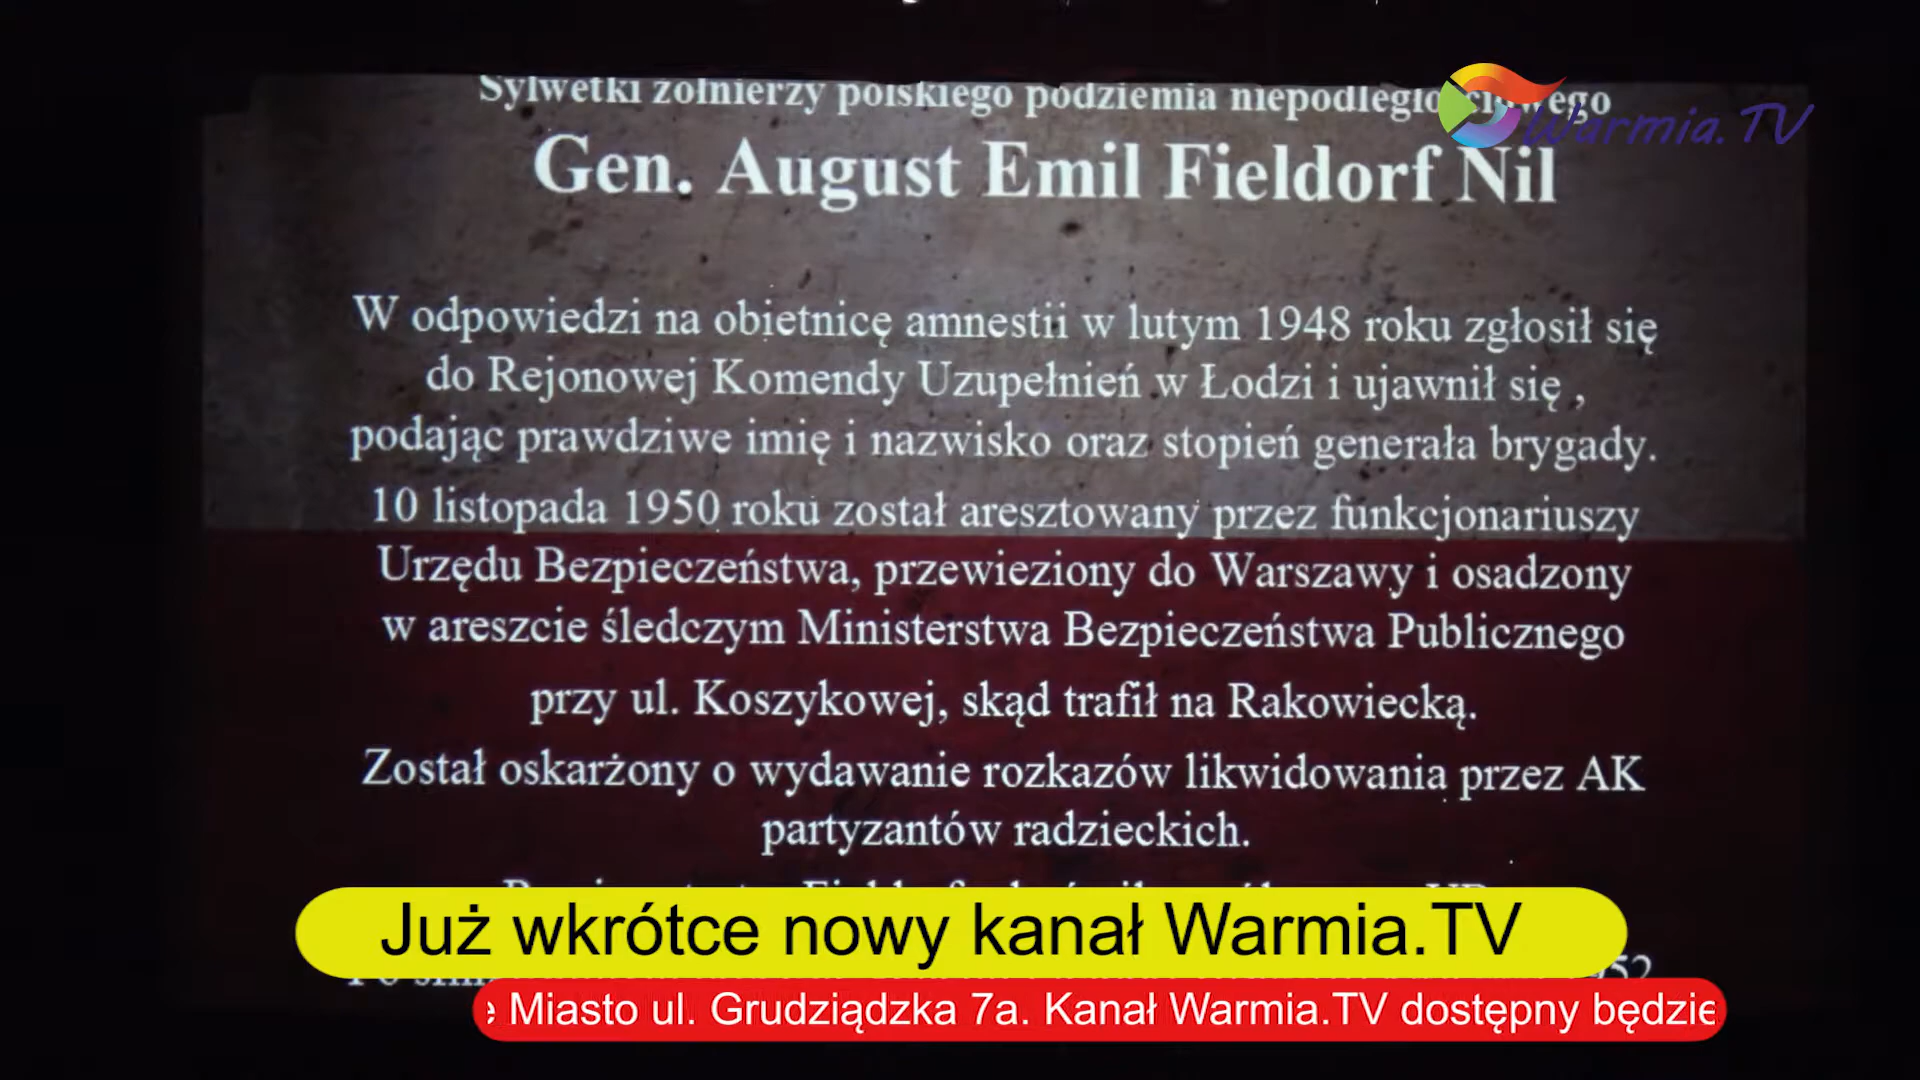 Sylwetki żołnierzy polskiego podziemia niepodległościowego
Warmia.TV
Gen. August Emil Fieldorf Nil
W odpowiedzi na obietnicę amnestii w lutym 1948 roku zgłosił się
do Rejonowej Komendy Uzupełnień w Łodzi i ujawnił się ,
podając prawdziwe imię i nazwisko oraz stopień generała brygady.
10 listopada 1950 roku został aresztowany przez funkcjonariuszy
Urzędu Bezpieczeństwa, przewieziony do Warszawy i osadzony
w areszcie śledczym Ministerstwa Bezpieczeństwa Publicznego
przy ul. Koszykowej, skąd trafił na Rakowiecką.
Został oskarżony o wydawanie rozkazów likwidowania przez AK
partyzantów radzieckich.
Już wkrótce nowy kanał Warmia.TV
Miasto ul. Grudziądzka 7a. Kanał Warmia.TV dostępny będzie